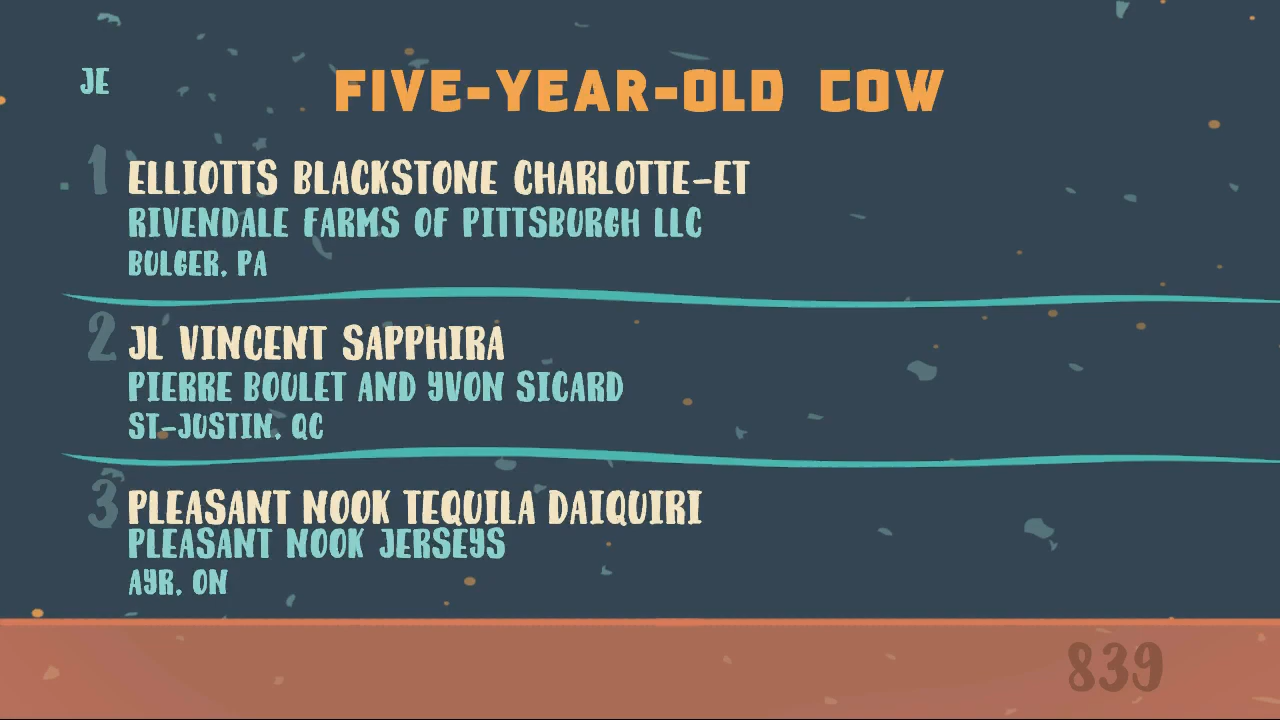 JE
FIVE-YEAR-OLD COW
1 ELLIOTTS BLACKSTONE CHARLOTTE-ET
RIVENDALE FARMS OF PITTSBURGH LLC
BULGER, PA
2 JL VINCENT SAPPHIRA
PIERRE BOULET AND YVON SICARD
ST-JUSTIN, QC
3 PLEASANT NOOK TEQUILA DAIQUIRI
PLEASANT NOOK JERSEYS
AYR, ON
839